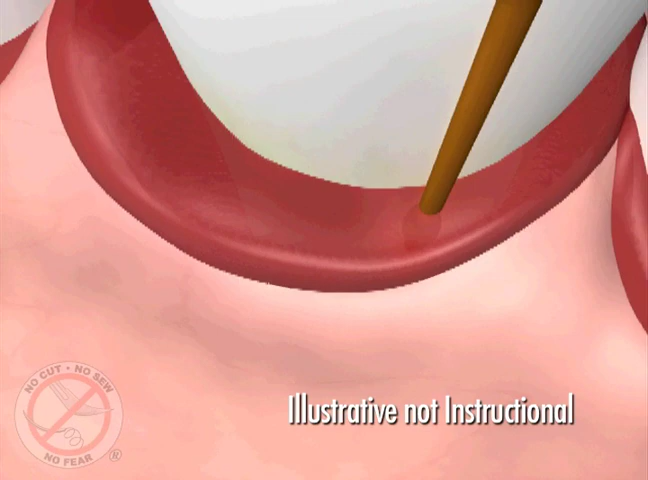 Illustrative not Instructional
NO CUT • NO SEW
NO FEAR
®